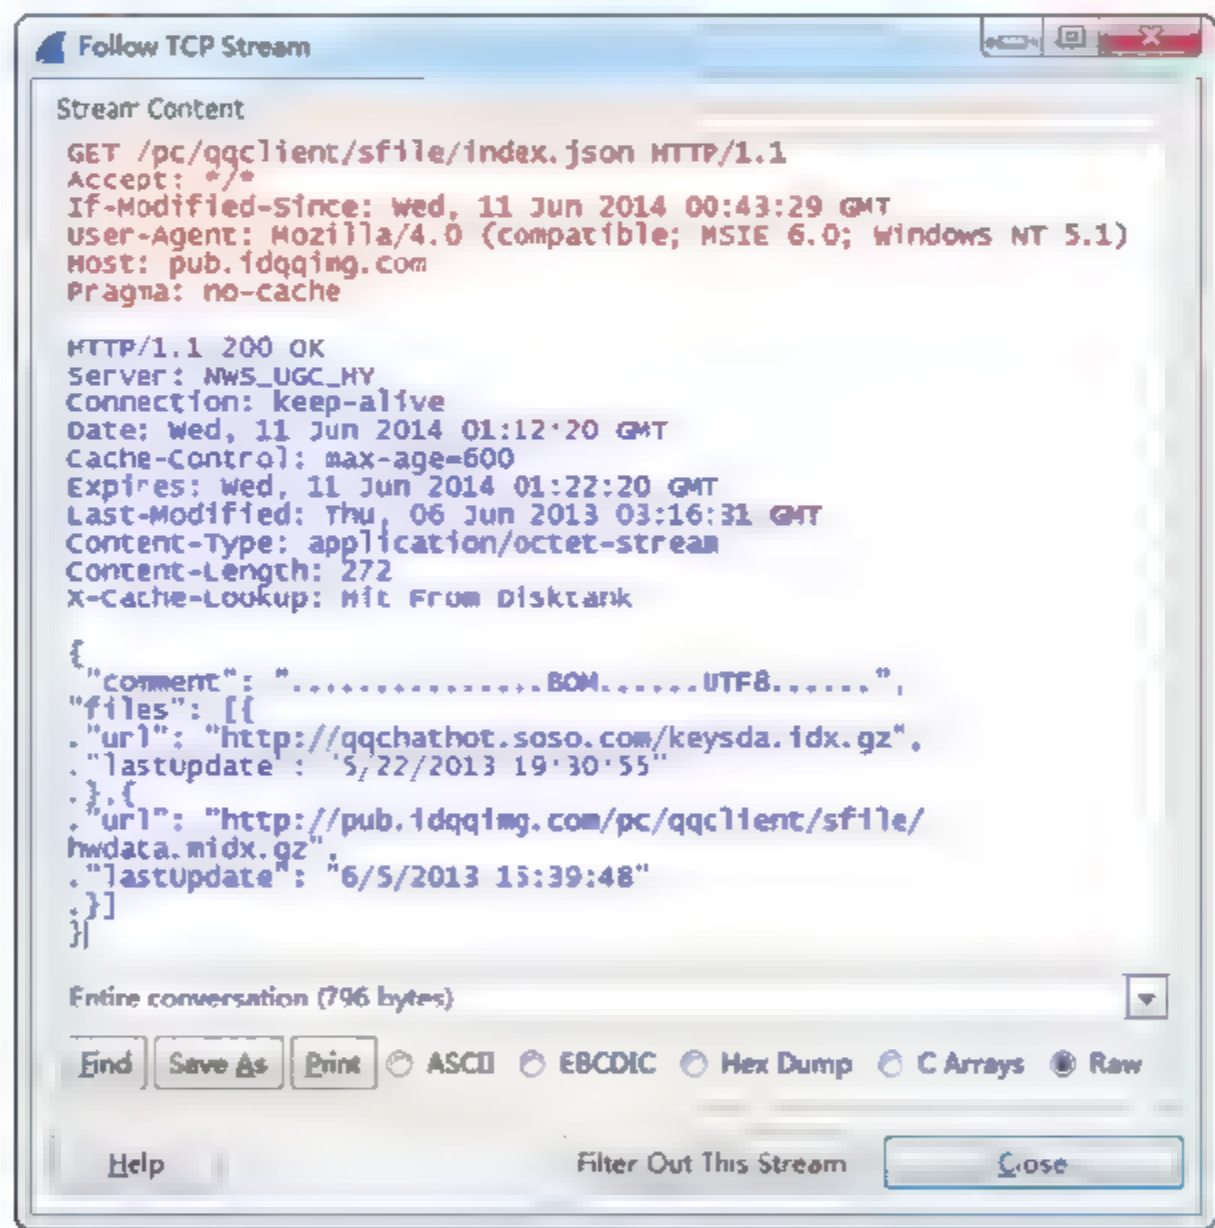 Follow TCP Stream
Stream Content
GET /pc/qqclient/sfile/index.json HTTP/1.1
Accept: */*
If-Modified-Since: Wed, 11 Jun 2014 00:43:29 GMT
User-Agent: Mozilla/4.0 (compatible; MSIE 6.0; Windows NT 5.1)
Host: pub.idqqimg.com
Pragma: no-cache
HTTP/1.1 200 OK
Server: NWS_UGC_HY
Connection: keep-alive
Date: Wed, 11 Jun 2014 01:12:20 GMT
Cache-Control: max-age=600
Expires: Wed, 11 Jun 2014 01:22:20 GMT
Last-Modified: Thu, 06 Jun 2013 03:16:31 GMT
Content-Type: application/octet-stream
Content-Length: 272
X-Cache-Lookup: Hit From Disktank
{
"comment": "...............BOM......UTF8......",
"files": [{
."url": "http://qqchathot.soso.com/keysda.idx.gz",
."lastupdate": "5/22/2013 19:30:55"
.},{
."url": "http://pub.idqqimg.com/pc/qqclient/sfile/
hwdata.midx.gz",
."lastupdate": "6/5/2013 15:39:48"
.}]
}
Entire conversation (796 bytes)
Find Save As Print ASCII EBCDIC Hex Dump C Arrays Raw
Help Filter Out This Stream Close